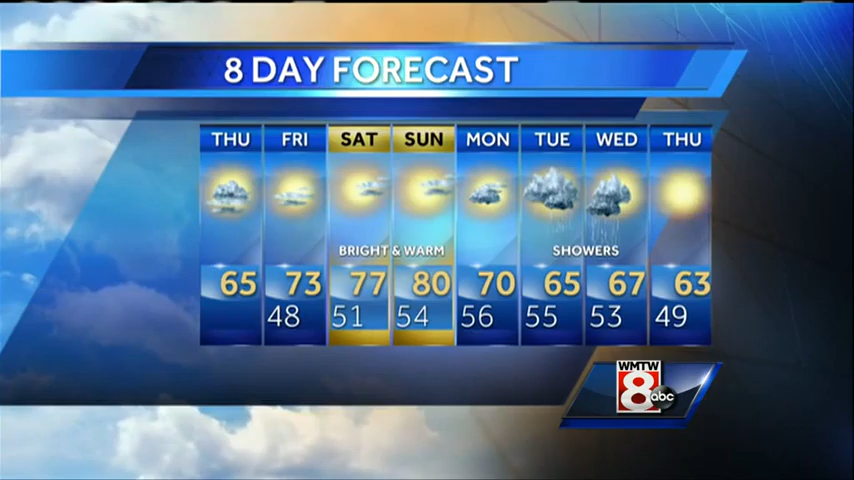 8 DAY FORECAST
THU FRI SAT SUN MON TUE WED THU
BRIGHT & WARM SHOWERS
65 73 77 80 70 65 67 63
48 51 54 56 55 53 49
WMTW
8
abc